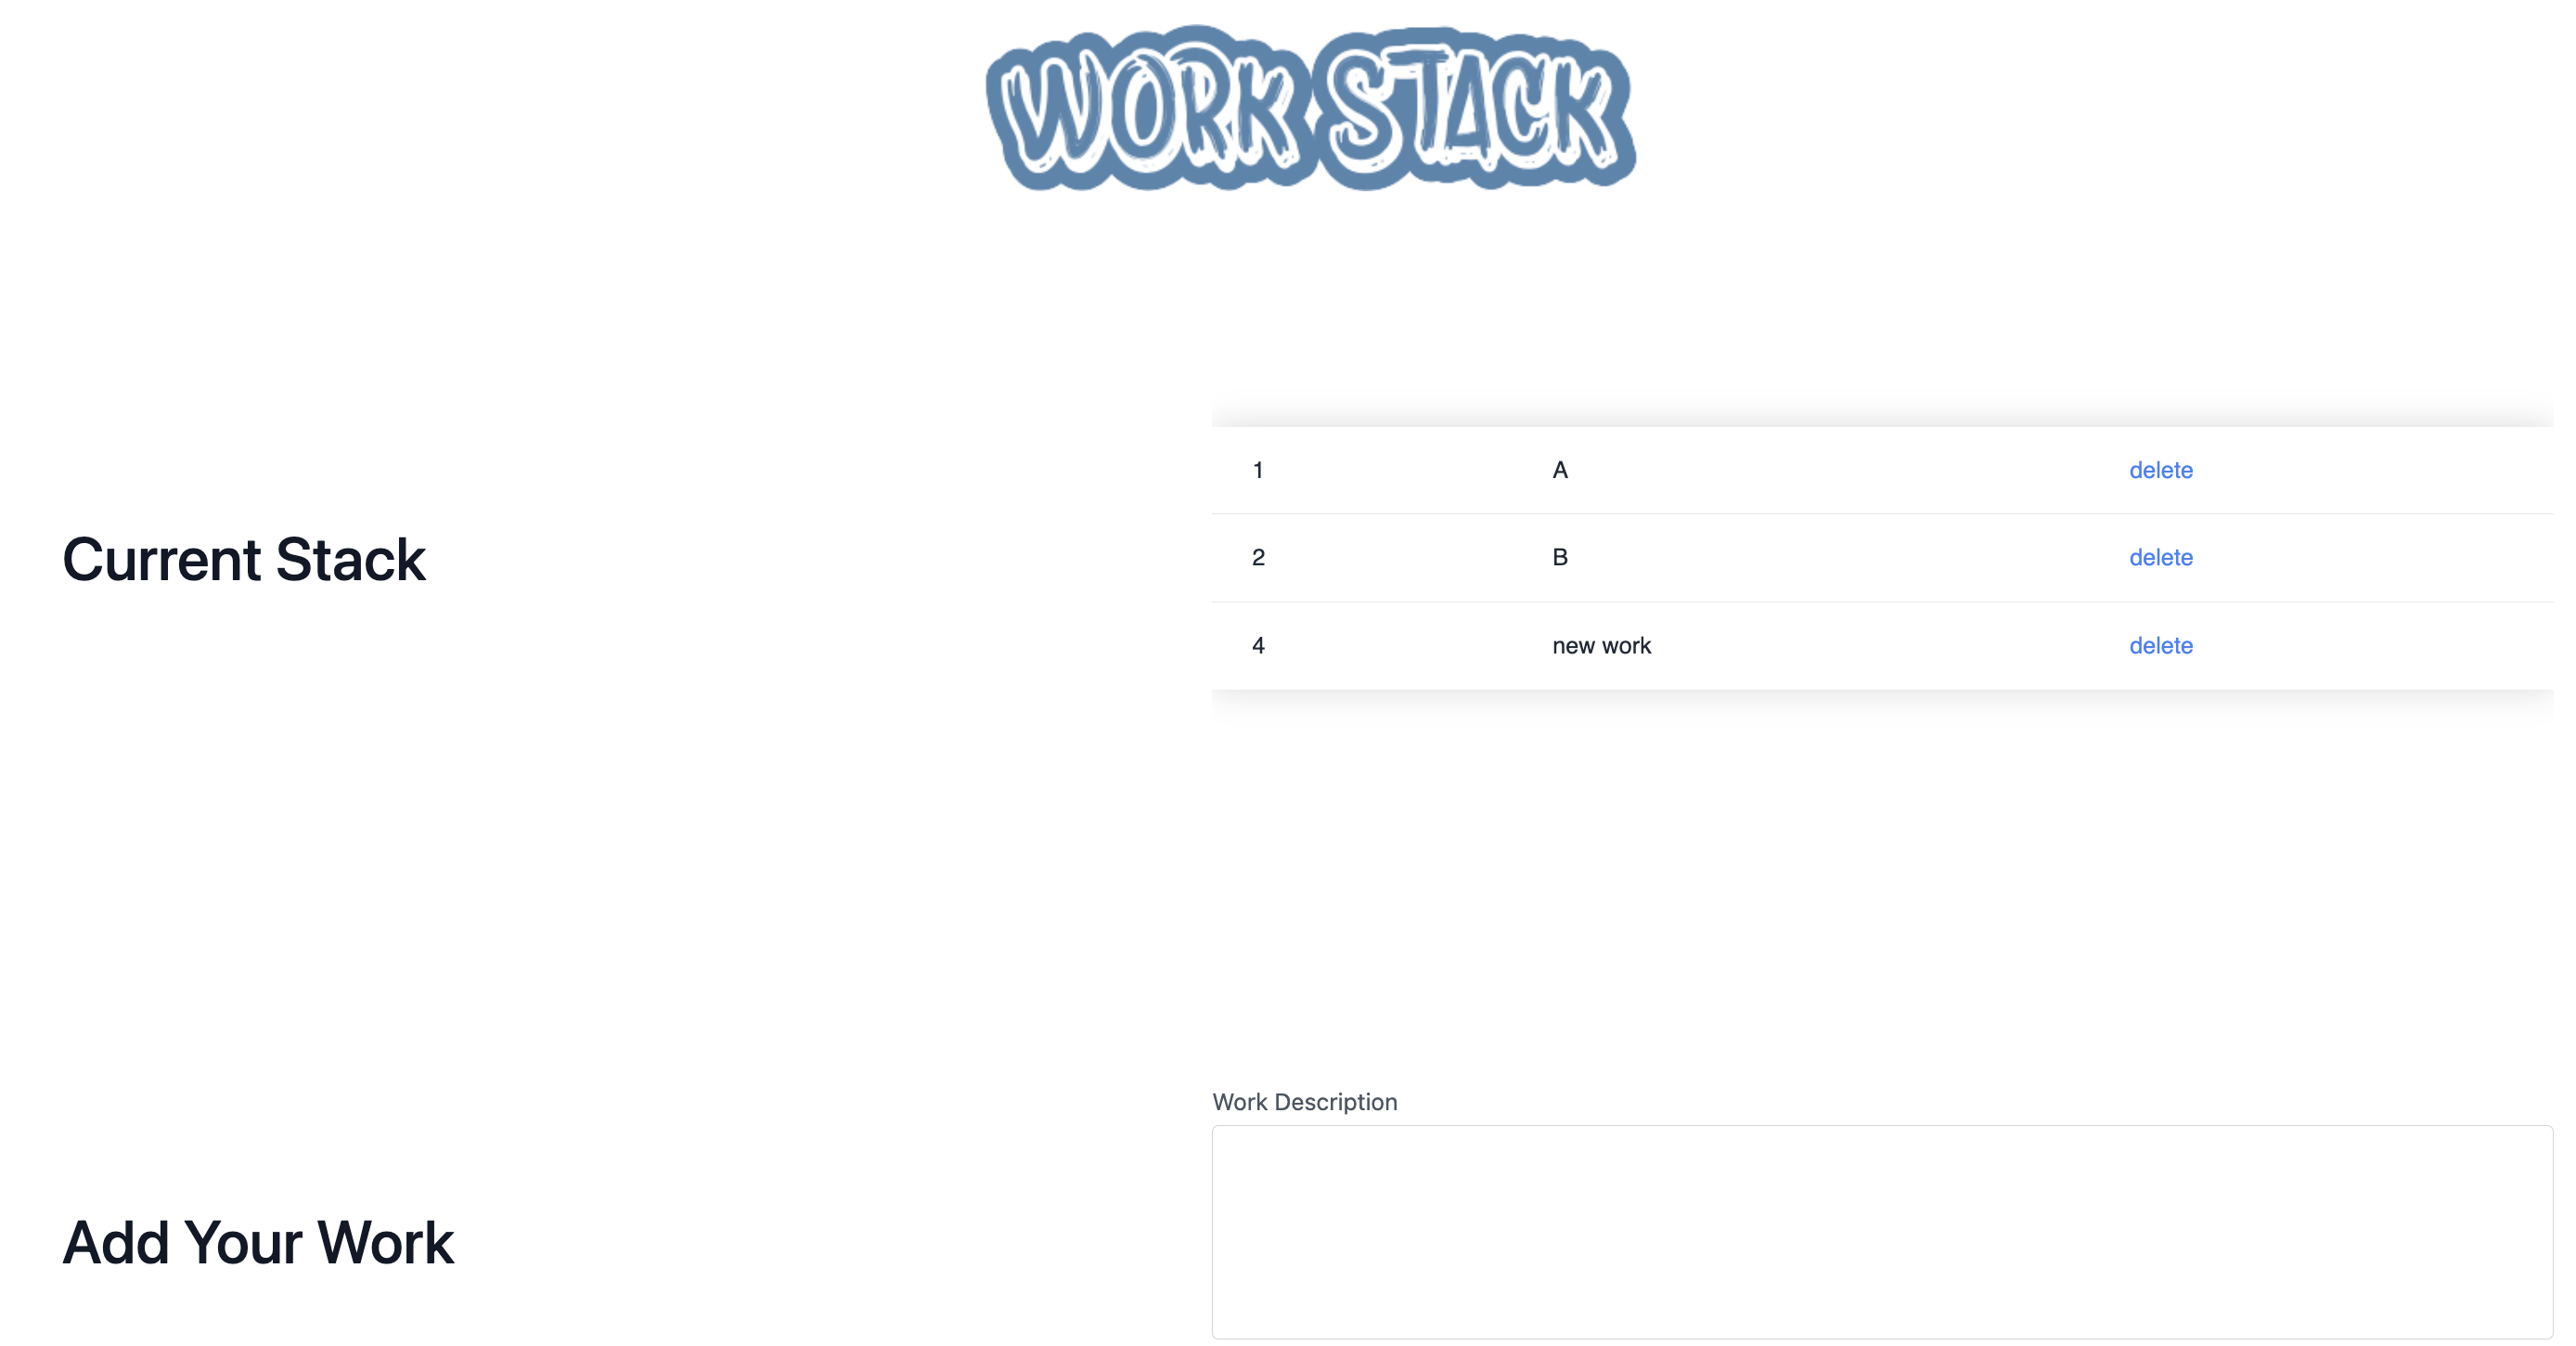 WORK STACK
Current Stack
1 A delete
2 B delete
4 new work delete
Add Your Work
Work Description